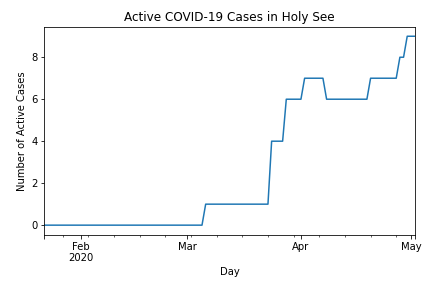 Active COVID-19 Cases in Holy See
Number of Active Cases
8
6
4
2
0
Feb Mar Apr May
2020
Day